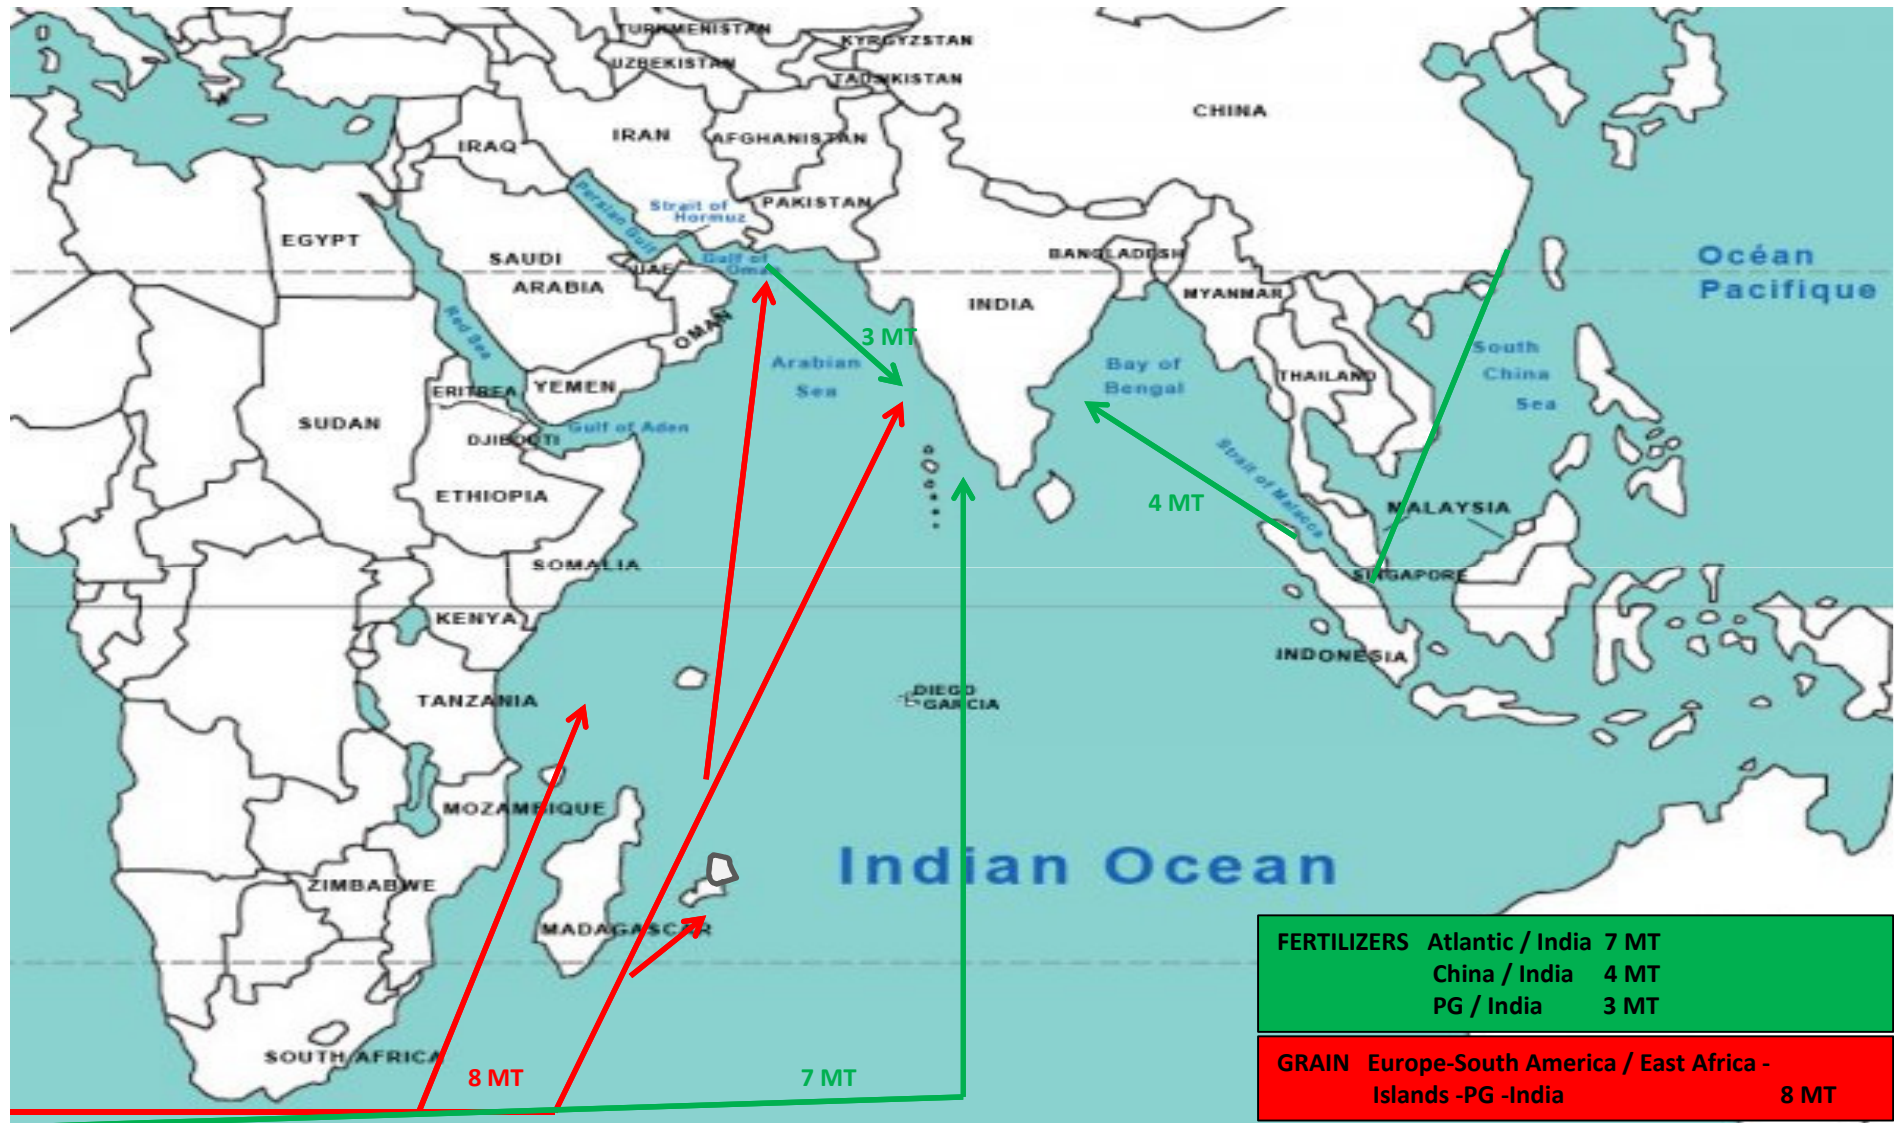 TURKMENISTAN
KYRGYZSTAN
UZBEKISTAN
TADJIKISTAN
CHINA
IRAN
AFGHANISTAN
IRAQ
Persian Gulf
Strait of
Hormuz
PAKISTAN
EGYPT
SAUDI
ARABIA
UAE
Gulf of
Oman
BANGLADESH
Océan
Pacifique
INDIA
MYANMAR
Red Sea
OMAN
3 MT
Arabian
Sea
Bay of
Bengal
South
China
Sea
THAILAND
ERITREA
YEMEN
SUDAN
DJIBOUTI
Gulf of Aden
Strait of Malacca
ETHIOPIA
4 MT
MALAYSIA
SOMALIA
SINGAPORE
KENYA
INDONESIA
TANZANIA
DIEGO
GARCIA
MOZAMBIQUE
Indian Ocean
ZIMBABWE
MADAGASCAR
SOUTH AFRICA
8 MT
7 MT
FERTILIZERS Atlantic / India 7 MT
China / India 4 MT
PG / India 3 MT
GRAIN Europe-South America / East Africa -
Islands -PG -India 8 MT